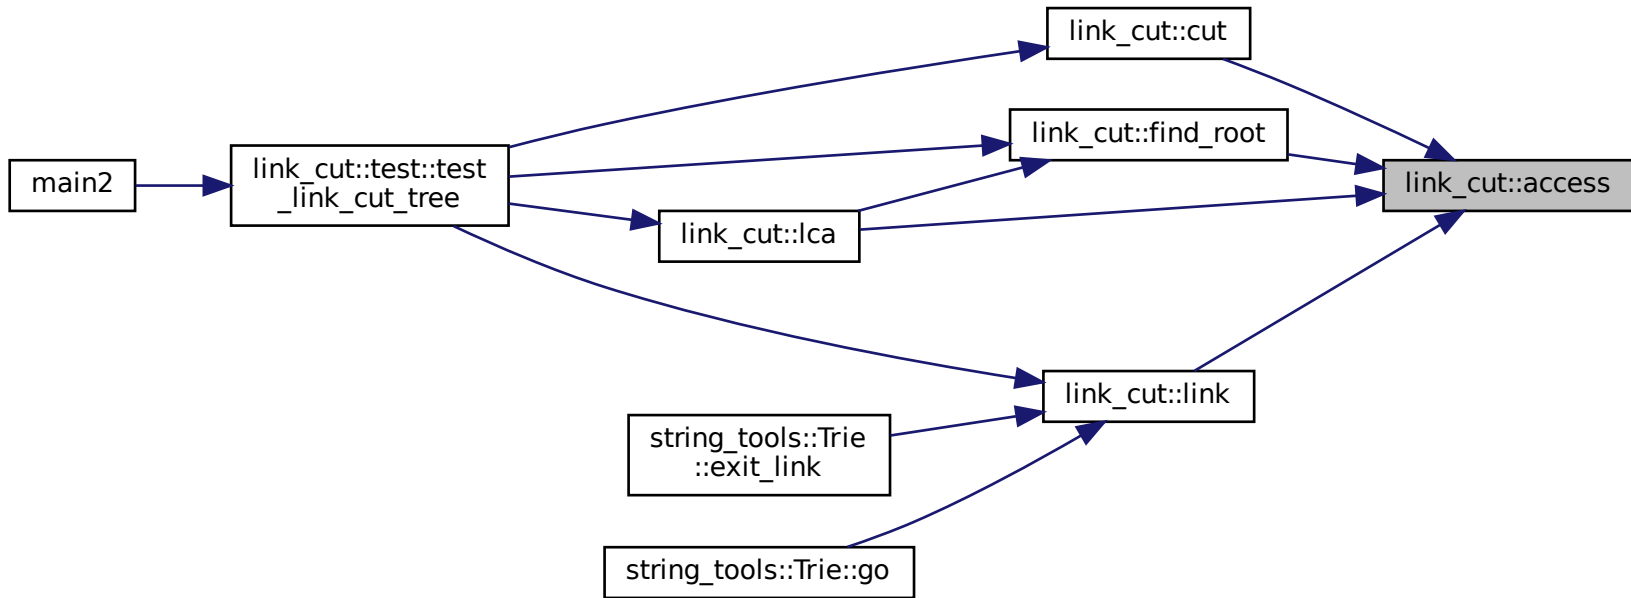 link_cut::cut
link_cut::find_root
link_cut::test::test
_link_cut_tree
main2
link_cut::access
link_cut::lca
link_cut::link
string_tools::Trie
::exit_link
string_tools::Trie::go